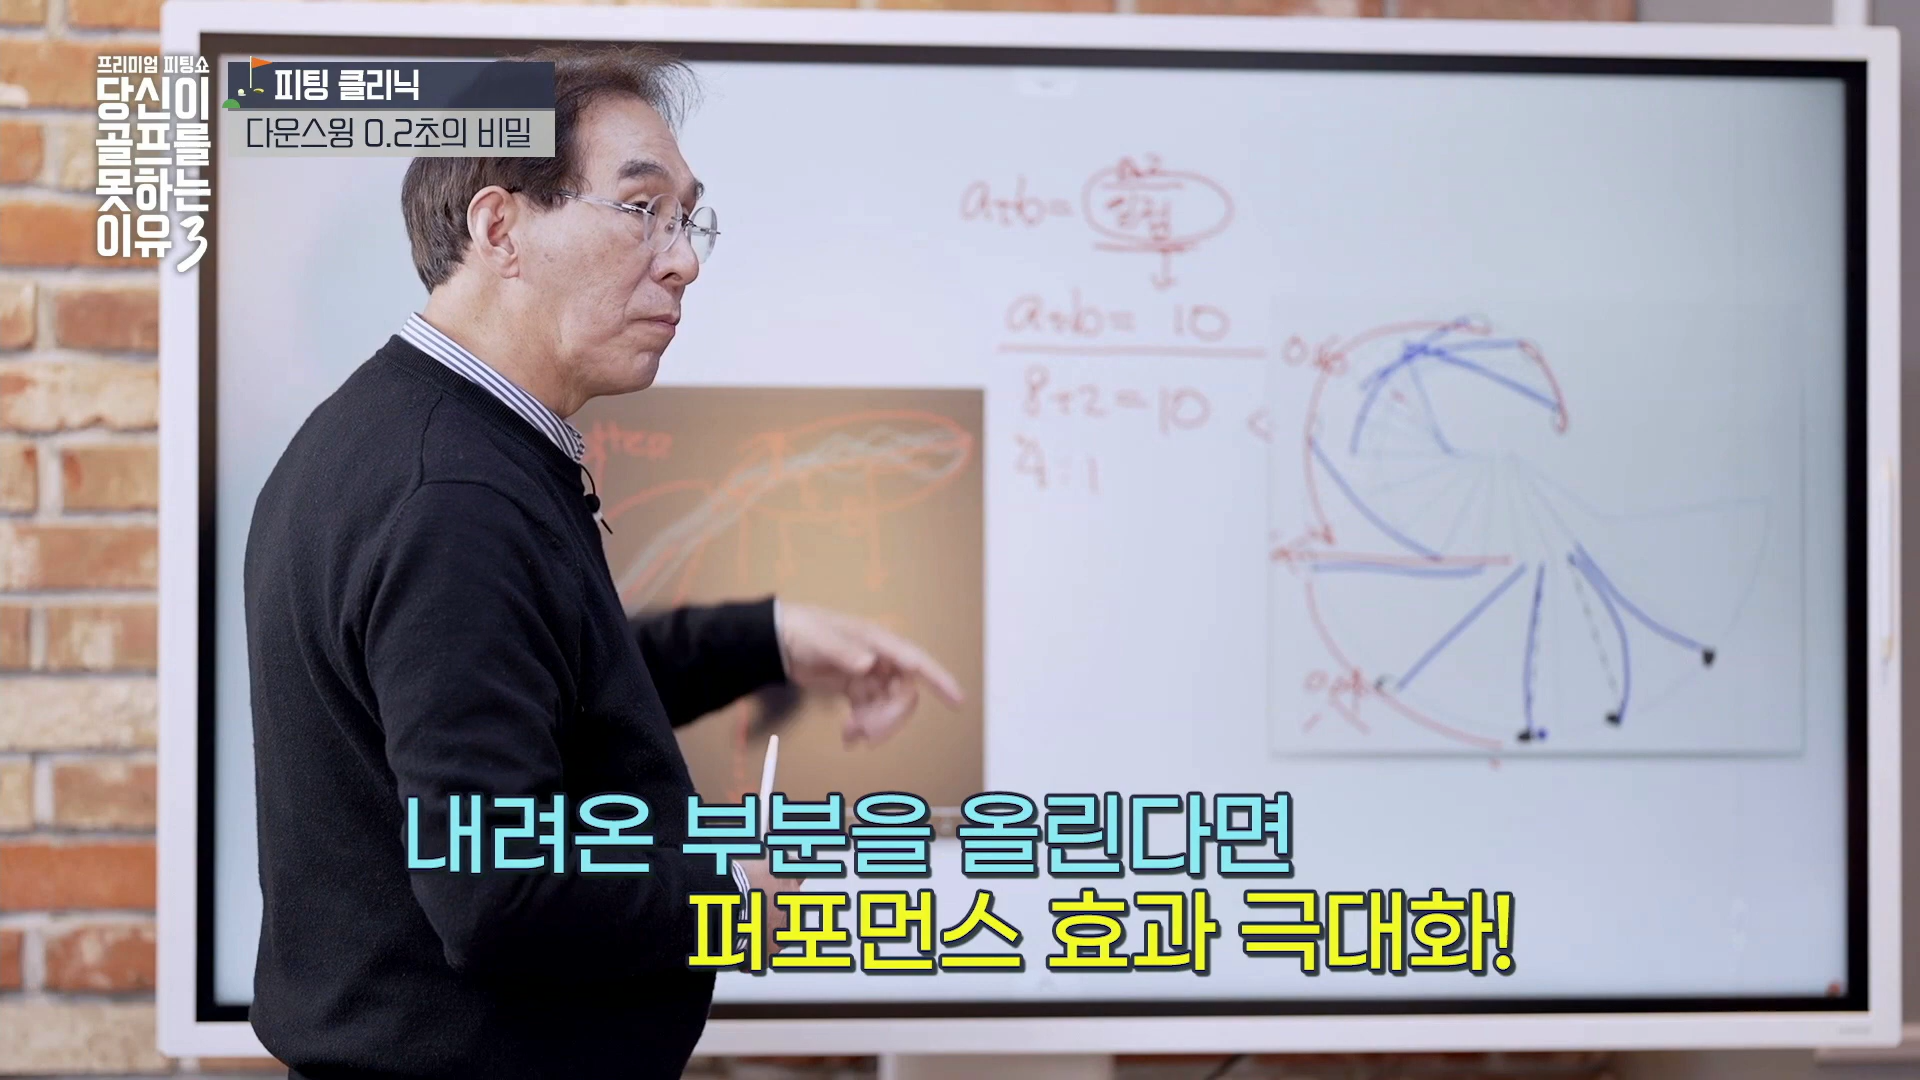 프리미엄 피팅쇼
당신이
골프를
못하는
이유 3
피팅 클리닉
다운스윙 0.2초의 비밀
a+b=
a+b= 10
8+2=10
4:1
내려온 부분을 올린다면
퍼포먼스 효과 극대화!